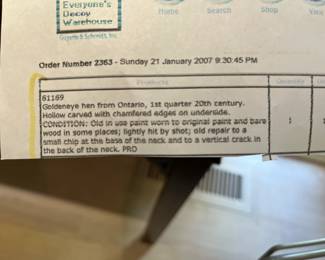 Everyone's
Decoy
Warehouse
Guyette & Schmidt, Inc.
Home Search Shop
Order Number 2363 - Sunday 21 January 2007 9:30:45 PM
Products Quantity
61169
Goldeneye hen from Ontario, 1st quarter 20th century.
Hollow carved with chamfered edges on underside.
CONDITION: Old in use paint worn to original paint and bare
wood in some places; lightly hit by shot; old repair to a
small chip at the base of the neck and to a vertical crack in
the back of the neck. PRD
1